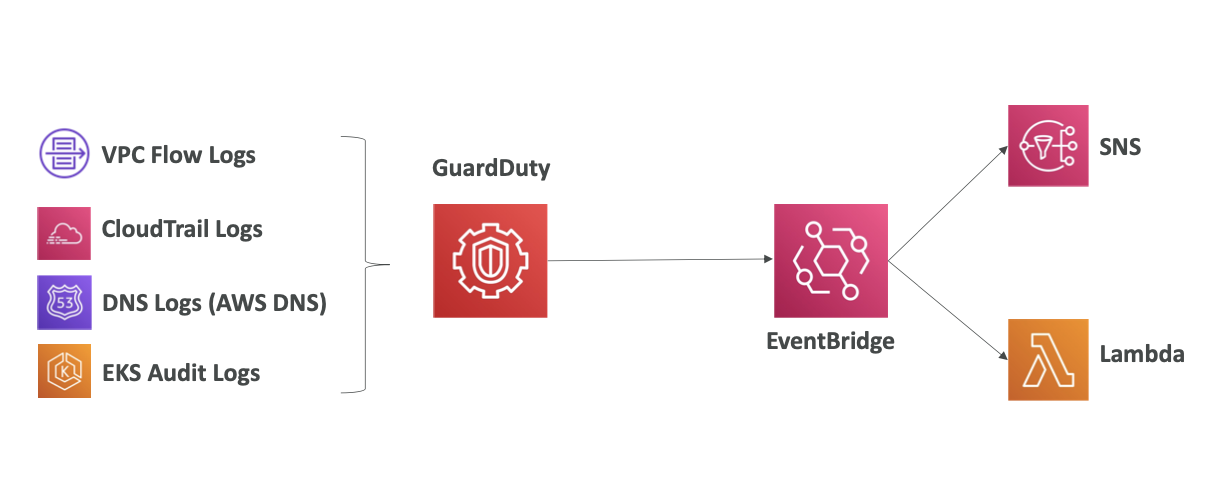 VPC Flow Logs
CloudTrail Logs
DNS Logs (AWS DNS)
53
EKS Audit Logs
K
GuardDuty
EventBridge
SNS
Lambda